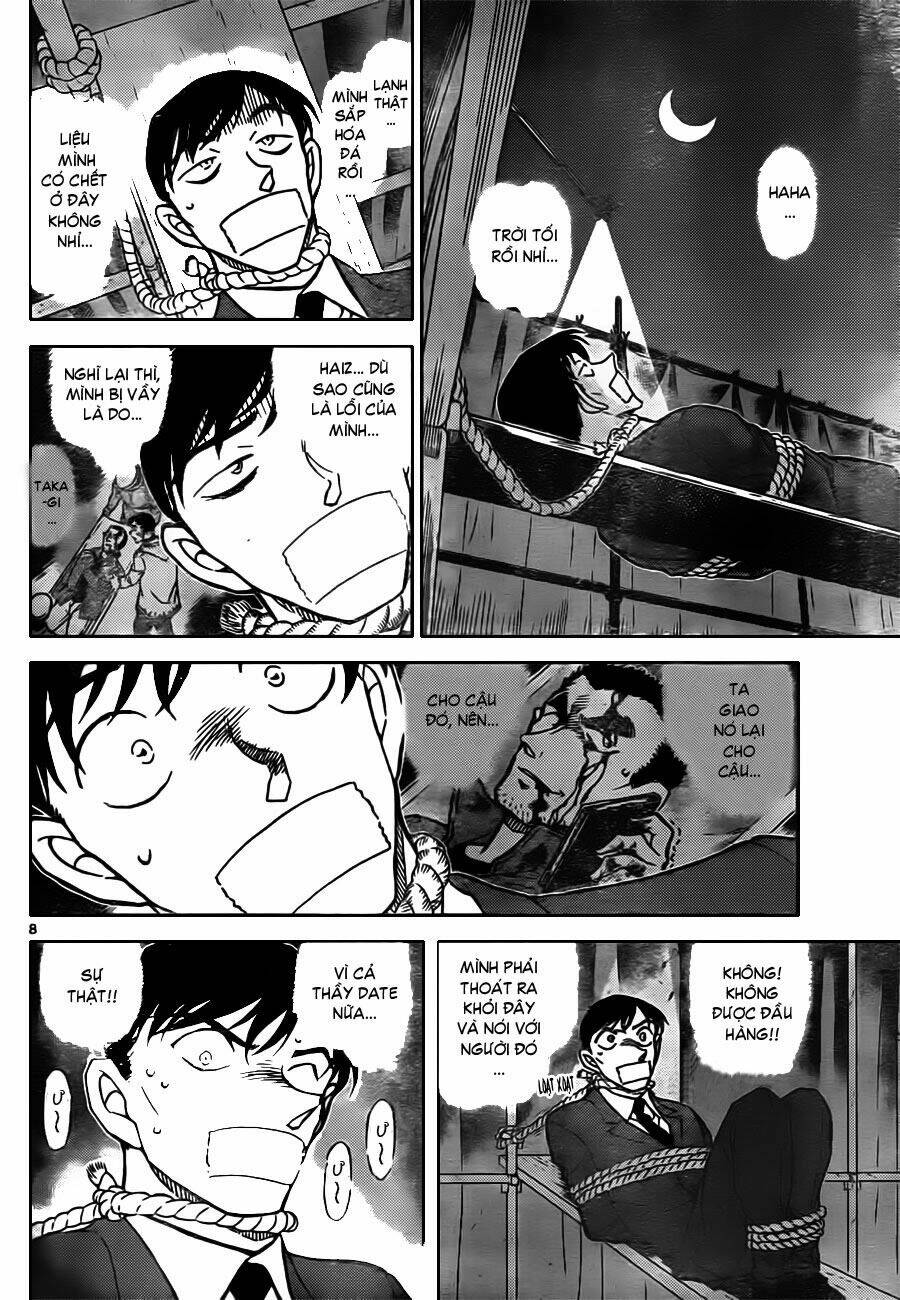 HAHA
...
TRỜI TỐI
RỒI NHỈ...
LẠNH
THẬT
...
MÌNH
SẮP
HÓA
ĐÁ
RỒI
...
LIỆU
MÌNH
CÓ CHẾT
Ở ĐÂY
KHÔNG
NHỈ...
HAIZ... DÙ
SAO CŨNG
LÀ LỖI CỦA
MÌNH...
NGHĨ LẠI THÌ,
MÌNH BỊ VẦY
LÀ DO...
TAKA
-GI
...
TA
GIAO
NÓ LẠI
CHO
CẬU...
CHO CẬU
ĐÓ, NÊN...
8
KHÔNG!
KHÔNG
ĐƯỢC ĐẦU
HÀNG!!
MÌNH PHẢI
THOÁT RA
KHỎI ĐÂY
VÀ NÓI VỚI
NGƯỜI ĐÓ
...
LOẠT XOẠT
VÌ CẢ
THẦY DATE
NỮA...
SỰ
THẬT!!
Ư~
Ư~
Ư~